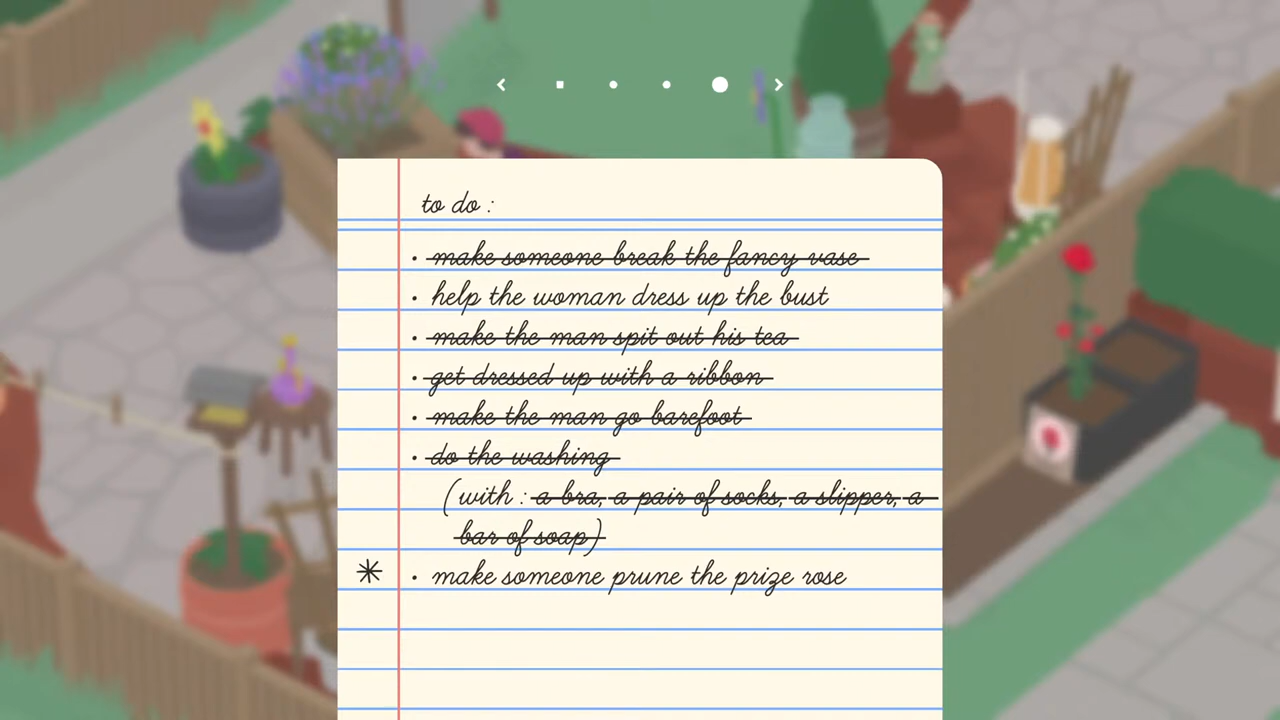 to do :
• make someone break the fancy vase
• help the woman dress up the bust
• make the man spit out his tea
• get dressed up with a ribbon
• make the man go barefoot
• do the washing
(with : a bra, a pair of socks, a slipper, a
bar of soap)
• make someone prune the prize rose